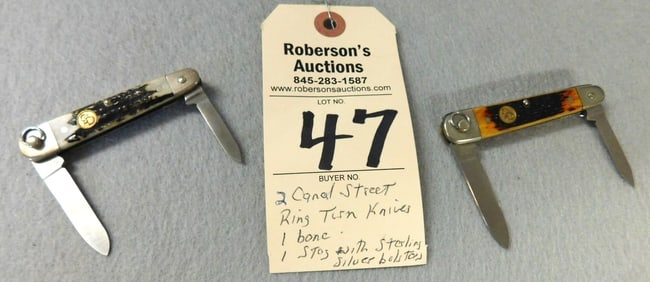 Roberson's
Auctions
845-283-1587
www.robersonsauctions.com
LOT NO.
47
BUYER NO.
2 Canal Street
Ring Turn Knives
1 bone.
1 Stag with Sterling
Silver bolsters